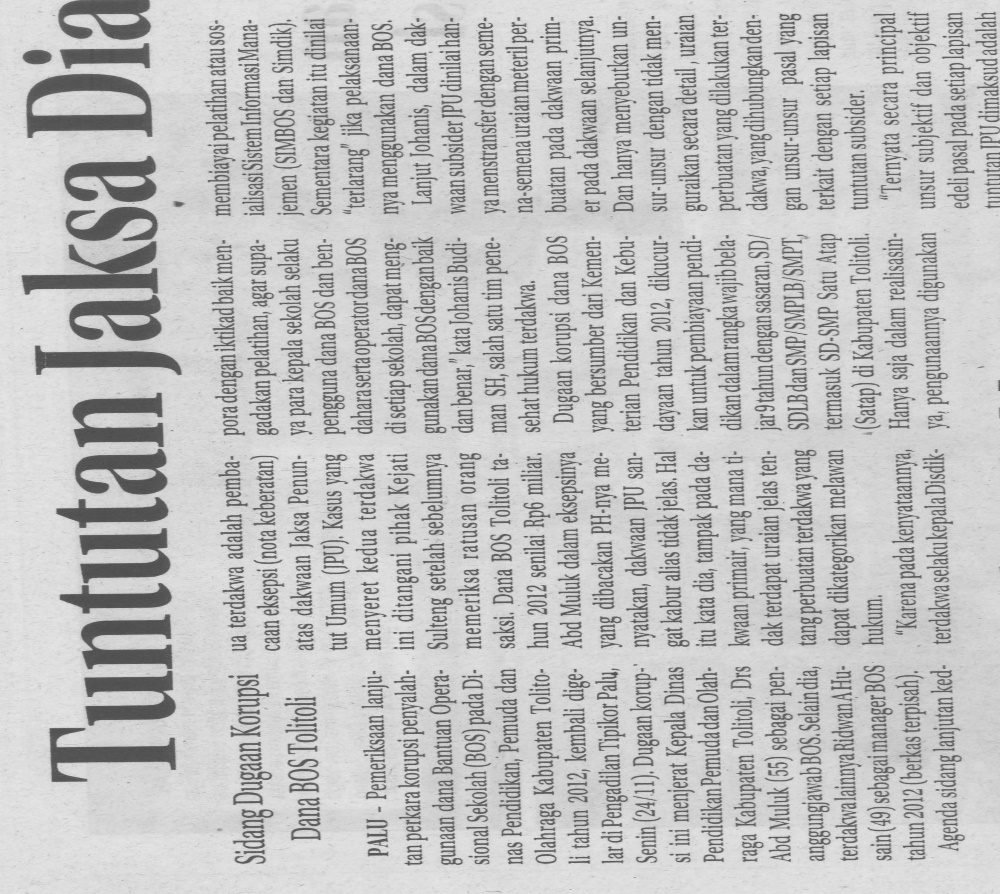 Tuntutan Jaksa Dia
Sidang Dugaan Korupsi
Dana BOS Tolitoli
PALU - Pemeriksaan lanju-
tan perkara korupsi penyalah-
gunaan dana Bantuan Opera-
sional Sekolah (BOS) pada Di-
nas Pendidikan, Pemuda dan
Olahraga Kabupaten Tolito-
li tahun 2012, kembali dige-
lar di Pengadilan Tipikor Palu,
Senin (24/11). Dugaan korup-
si ini menjerat Kepala Dinas
Pendidikan Pemuda dan Olah-
raga Kabupaten Tolitoli, Drs
Abd Muluk (55) sebagai pen-
anggungjawab BOS. Selain dia,
terdakwa lainnya Ridwan A Hu-
sain (49) sebagai manager BOS
tahun 2012 (berkas terpisah).
Agenda sidang lanjutan ked-
ua terdakwa adalah pemba-
caan eksepsi (nota keberatan)
atas dakwaan Jaksa Penun-
tut Umum (JPU). Kasus yang
menyeret kedua terdakwa
ini ditangani pihak Kejati
Sulteng setelah sebelumnya
memeriksa ratusan orang
saksi. Dana BOS Tolitoli ta-
hun 2012 senilai Rp6 miliar.
Abd Muluk dalam eksepsinya
yang dibacakan PH-nya me-
nyatakan, dakwaan JPU san-
gat kabur alias tidak jelas. Hal
itu kata dia, tampak pada da-
kwaan primair, yang mana ti-
dak terdapat uraian jelas ten-
tang perbuatan terdakwa yang
dapat dikategorikan melawan
hukum.
"Karena pada kenyataannya,
terdakwa selaku kepala Disdik-
pora dengan iktikad baik men-
gadakan pelatihan, agar supa-
ya para kepala sekolah selaku
pengguna dana BOS dan ben-
dahara serta operator dana BOS
di setiap sekolah, dapat meng-
gunakan dana BOS dengan baik
dan benar," kata Johanis Budi-
man SH, salah satu tim pene-
sehat hukum terdakwa.
Dugaan korupsi dana BOS
yang bersumber dari Kemen-
terian Pendidikan dan Kebu-
dayaan tahun 2012, dikucur-
kan untuk pembiayaan pendi-
dikan dalam rangka wajib bela-
jar 9 tahun dengan sasaran, SD/
SDLB dan SMP/SMPLB/SMPT,
termasuk SD-SMP Satu Atap
(Satap) di Kabupaten Tolitoli.
Hanya saja dalam realisasin-
ya, pengunaannya digunakan
membiayai pelatihan atau sos-
ialisasi Sistem Informasi Mana-
jemen (SIMBOS dan Sindik).
Sementara kegiatan itu dinilai
"terlarang" jika pelaksanaan-
nya menggunakan dana BOS.
Lanjut Johanis, dalam dak-
waan subsider JPU dinilai han-
ya menstransfer dengan seme-
na-semena uraian meteril per-
buatan pada dakwaan prim-
er pada dakwaan selanjutnya.
Dan hanya menyebutkan un-
sur-unsur dengan tidak men-
guraikan secara detail, uraian
perbuatan yang dilakukan ter-
dakwa, yang dihubungkan den-
gan unsur-unsur pasal yang
terkait dengan setiap lapisan
tuntutan subsider.
"Ternyata secara principal
unsur subjektif dan objektif
edeli pasal pada setiap lapisan
tuntutan JPU dimaksud adalah